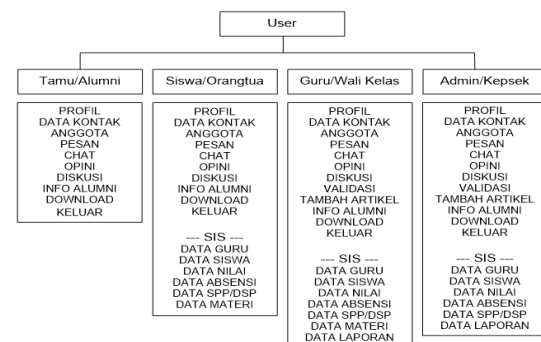 User
Tamu/Alumni
PROFIL
DATA KONTAK
ANGGOTA
PESAN
CHAT
OPINI
DISKUSI
INFO ALUMNI
DOWNLOAD
KELUAR
Siswa/Orangtua
PROFIL
DATA KONTAK
ANGGOTA
PESAN
CHAT
OPINI
DISKUSI
INFO ALUMNI
DOWNLOAD
KELUAR
--- SIS ---
DATA GURU
DATA SISWA
DATA NILAI
DATA ABSENSI
DATA SPP/DSP
DATA MATERI
Guru/Wali Kelas
PROFIL
DATA KONTAK
ANGGOTA
PESAN
CHAT
OPINI
DISKUSI
VALIDASI
TAMBAH ARTIKEL
INFO ALUMNI
DOWNLOAD
KELUAR
--- SIS ---
DATA GURU
DATA SISWA
DATA NILAI
DATA ABSENSI
DATA SPP/DSP
DATA MATERI
DATA LAPORAN
Admin/Kepsek
PROFIL
DATA KONTAK
ANGGOTA
PESAN
CHAT
OPINI
DISKUSI
VALIDASI
TAMBAH ARTIKEL
INFO ALUMNI
DOWNLOAD
KELUAR
--- SIS ---
DATA GURU
DATA SISWA
DATA NILAI
DATA ABSENSI
DATA SPP/DSP
DATA LAPORAN